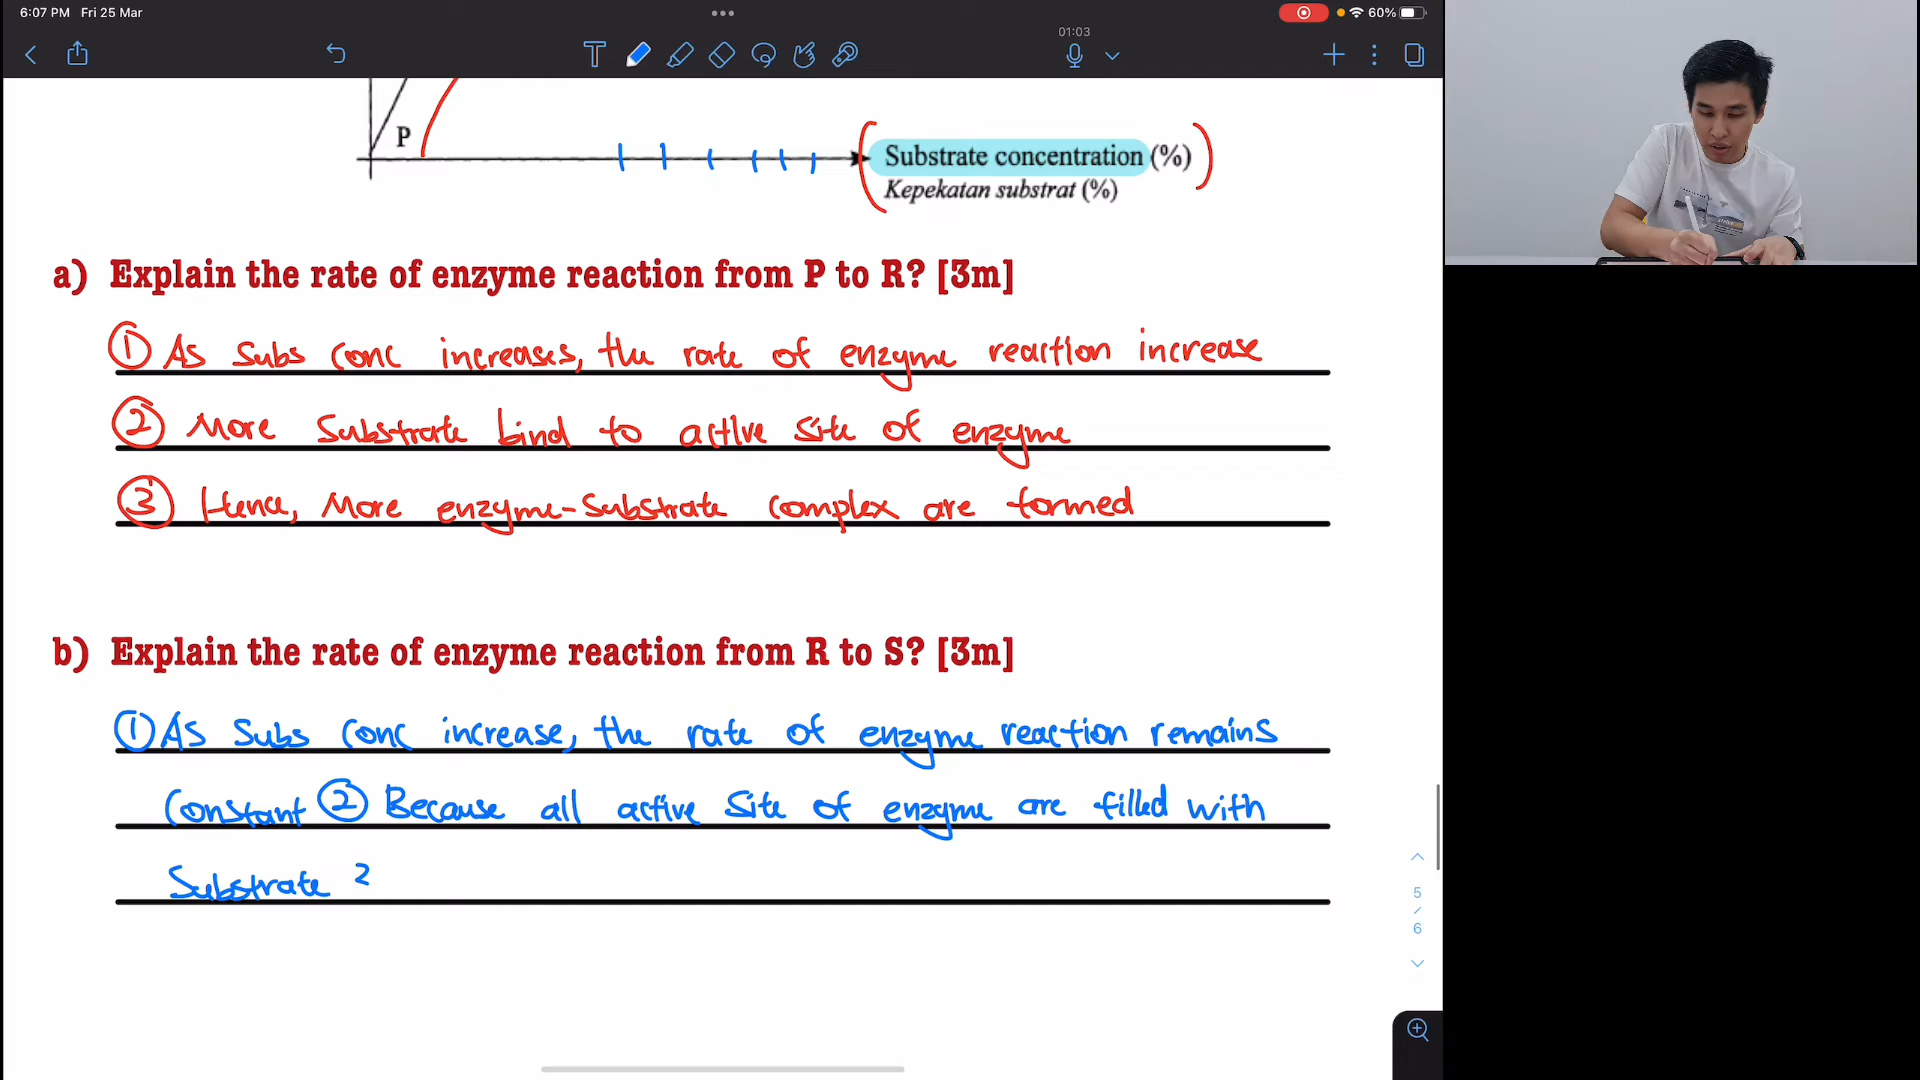 6:07 PM Fri 25 Mar
60%
01:03
P
Substrate concentration (%)
Kepekatan substrat (%)
a) Explain the rate of enzyme reaction from P to R? [3m]
① As subs conc increases, the rate of enzyme reaction increase
② More substrate bind to active site of enzyme
③ Hence, More enzyme-substrate complex are formed
b) Explain the rate of enzyme reaction from R to S? [3m]
① As subs conc increase, the rate of enzyme reaction remains
constant ② Because all active site of enzyme are filled with
substrate 2
5
/
6